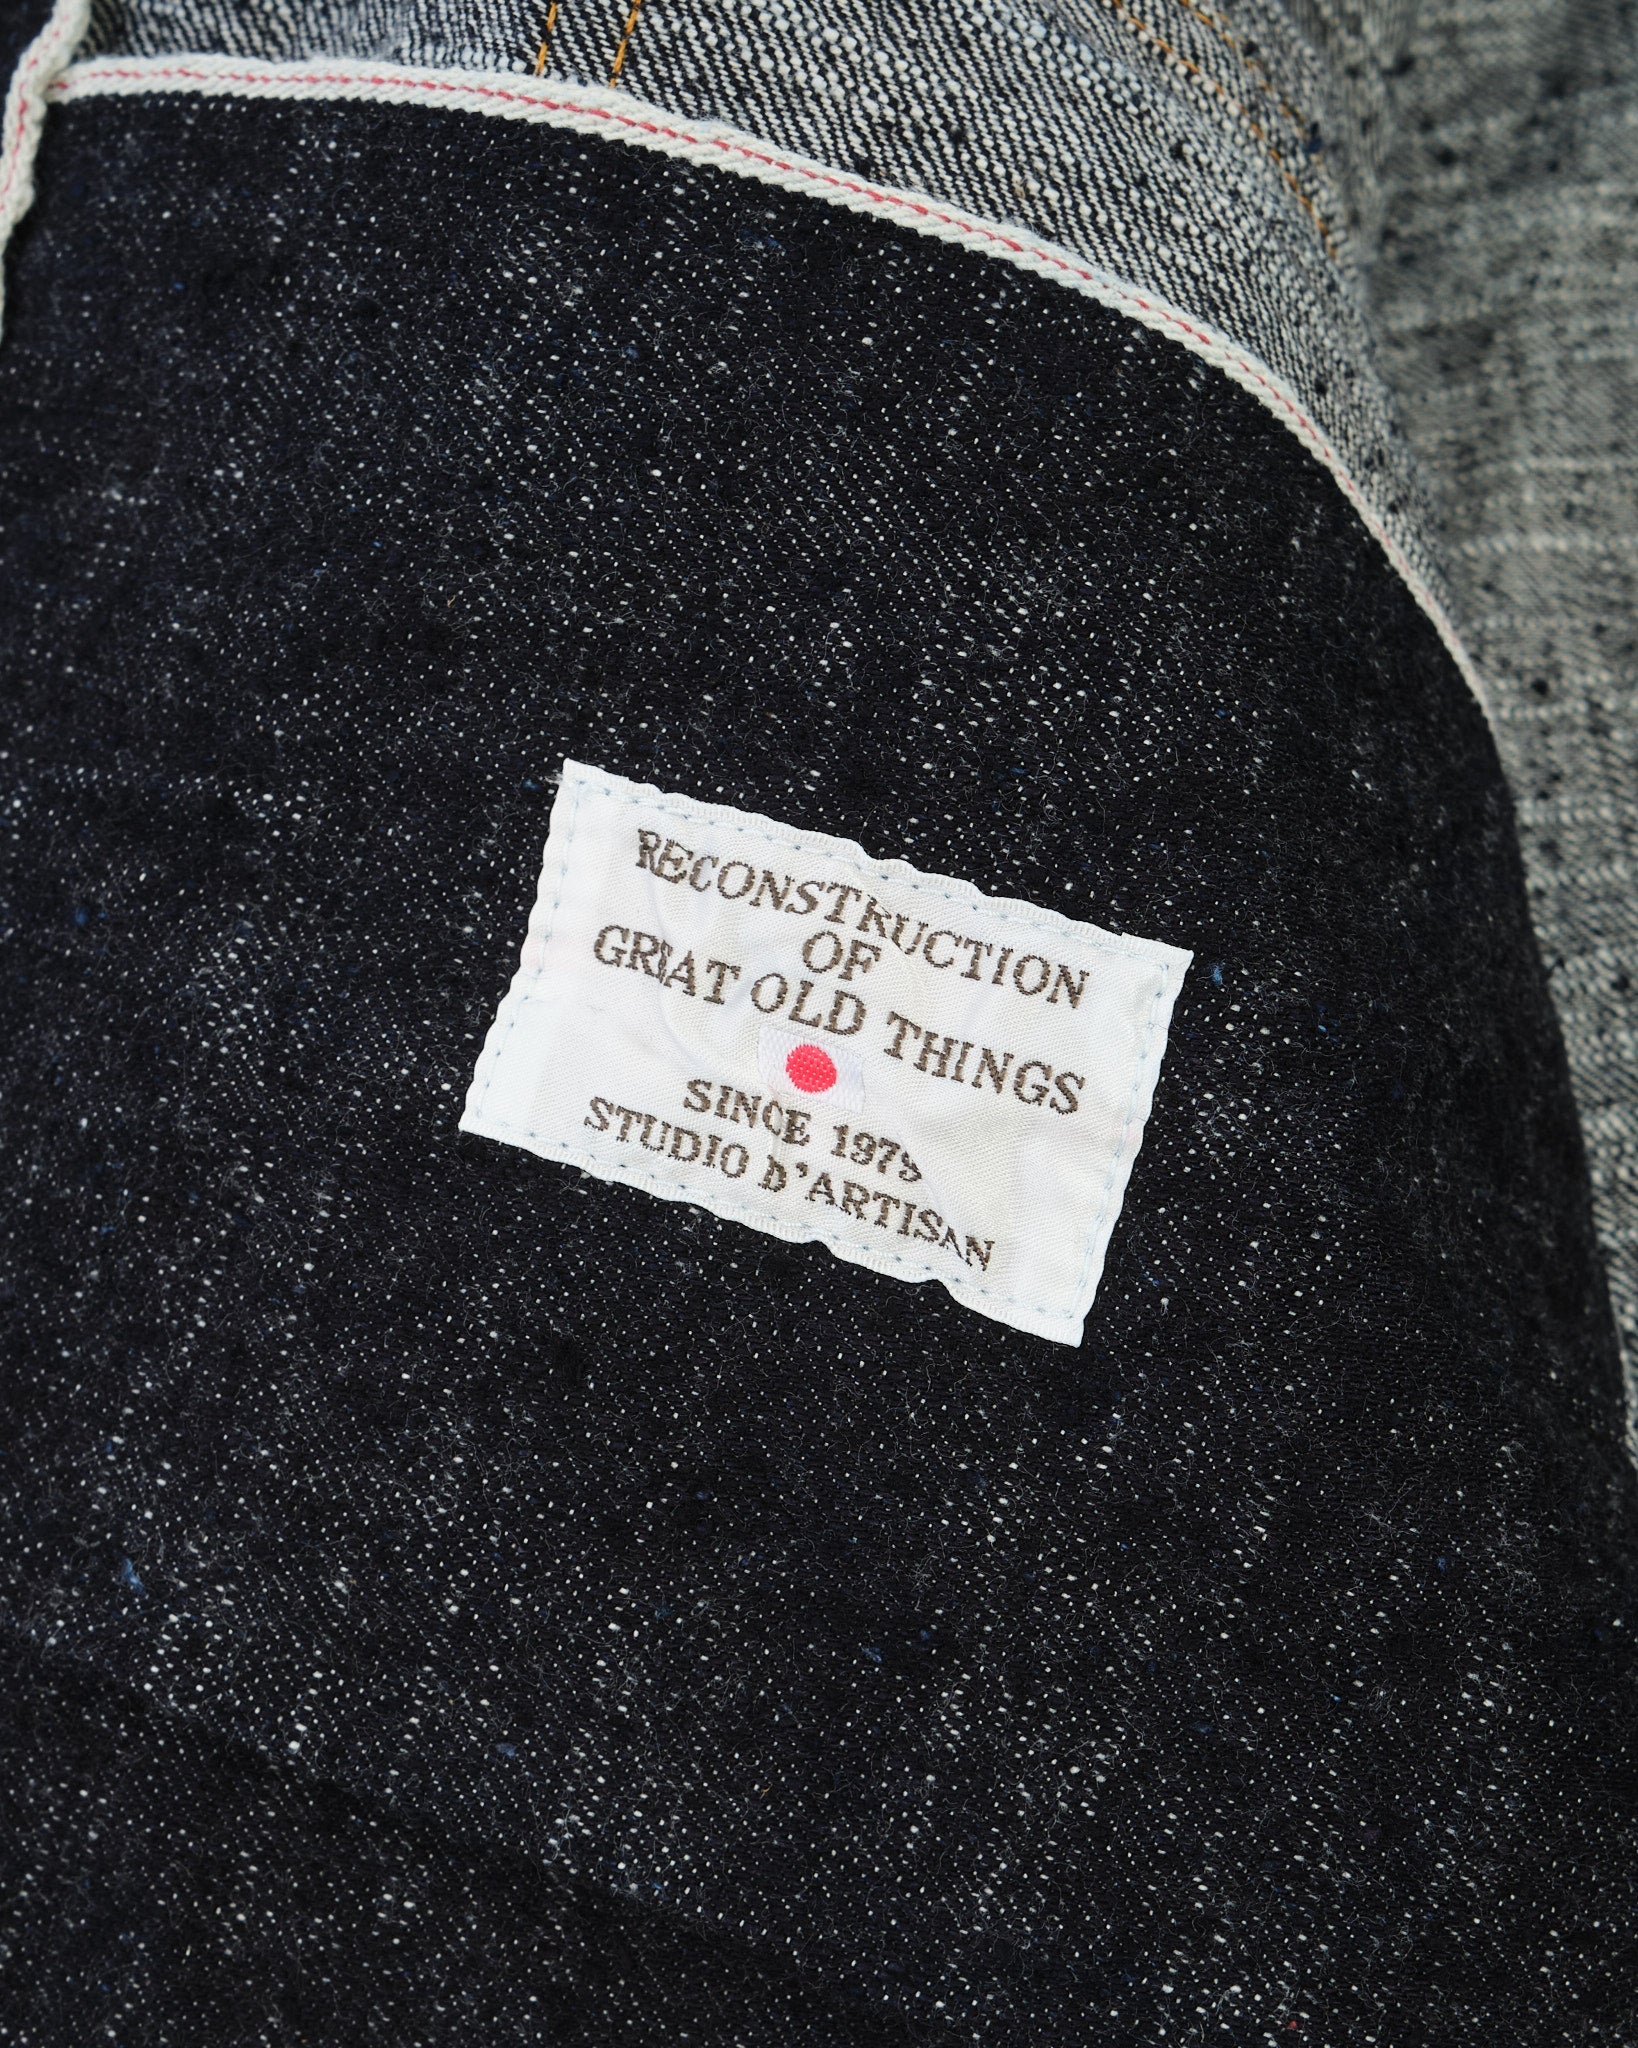 RECONSTRUCTION
OF
GREAT OLD THINGS
SINCE 1979
STUDIO D'ARTISAN